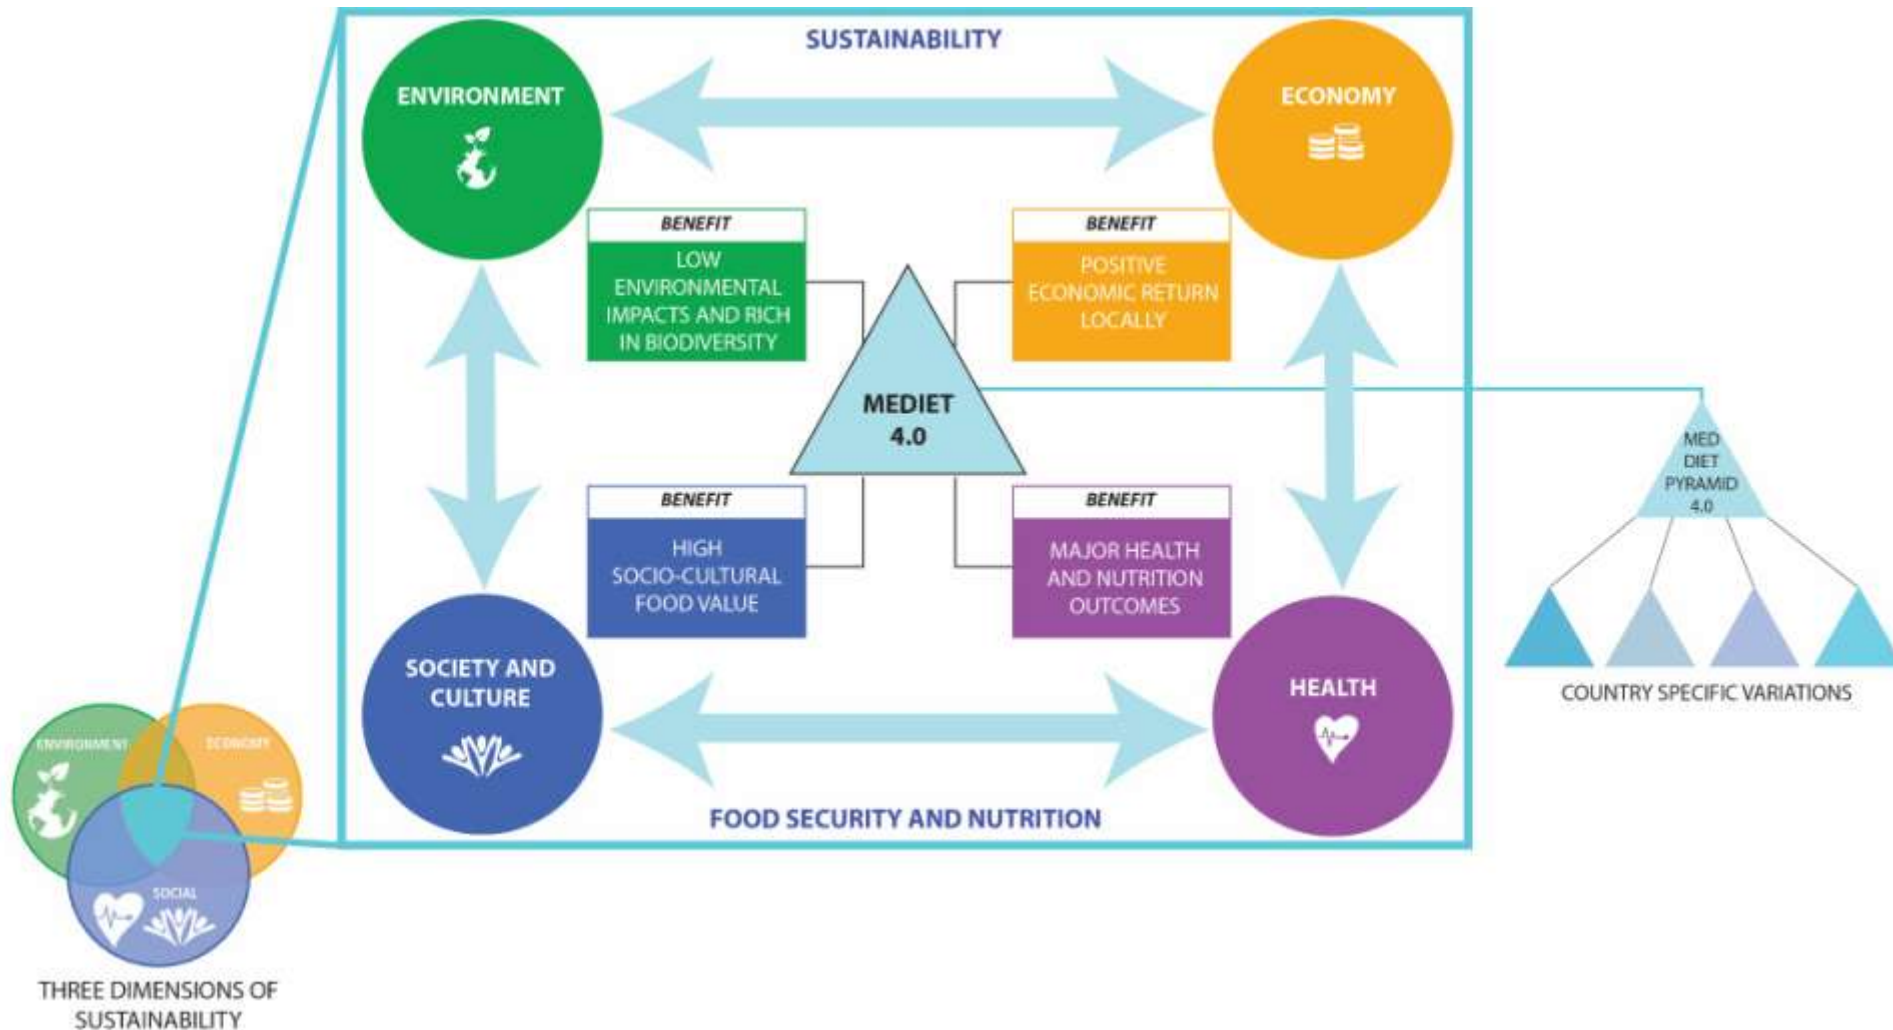 SUSTAINABILITY
ENVIRONMENT
ECONOMY
BENEFIT
LOW
ENVIRONMENTAL
IMPACTS AND RICH
IN BIODIVERSITY
BENEFIT
POSITIVE
ECONOMIC RETURN
LOCALLY
MEDIET
4.0
BENEFIT
HIGH
SOCIO-CULTURAL
FOOD VALUE
BENEFIT
MAJOR HEALTH
AND NUTRITION
OUTCOMES
SOCIETY AND
CULTURE
HEALTH
FOOD SECURITY AND NUTRITION
MED
DIET
PYRAMID
4.0
COUNTRY SPECIFIC VARIATIONS
ENVIRONMENT
ECONOMY
SOCIAL
THREE DIMENSIONS OF
SUSTAINABILITY